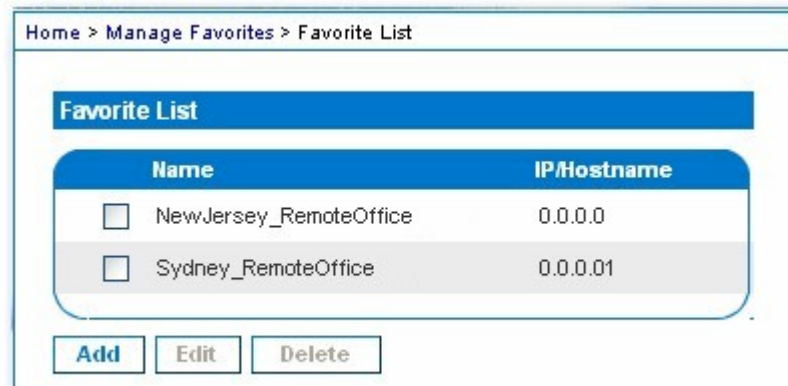 Home > Manage Favorites > Favorite List
Favorite List
Name IP/Hostname
NewJersey_RemoteOffice 0.0.0.0
Sydney_RemoteOffice 0.0.0.01
Add Edit Delete